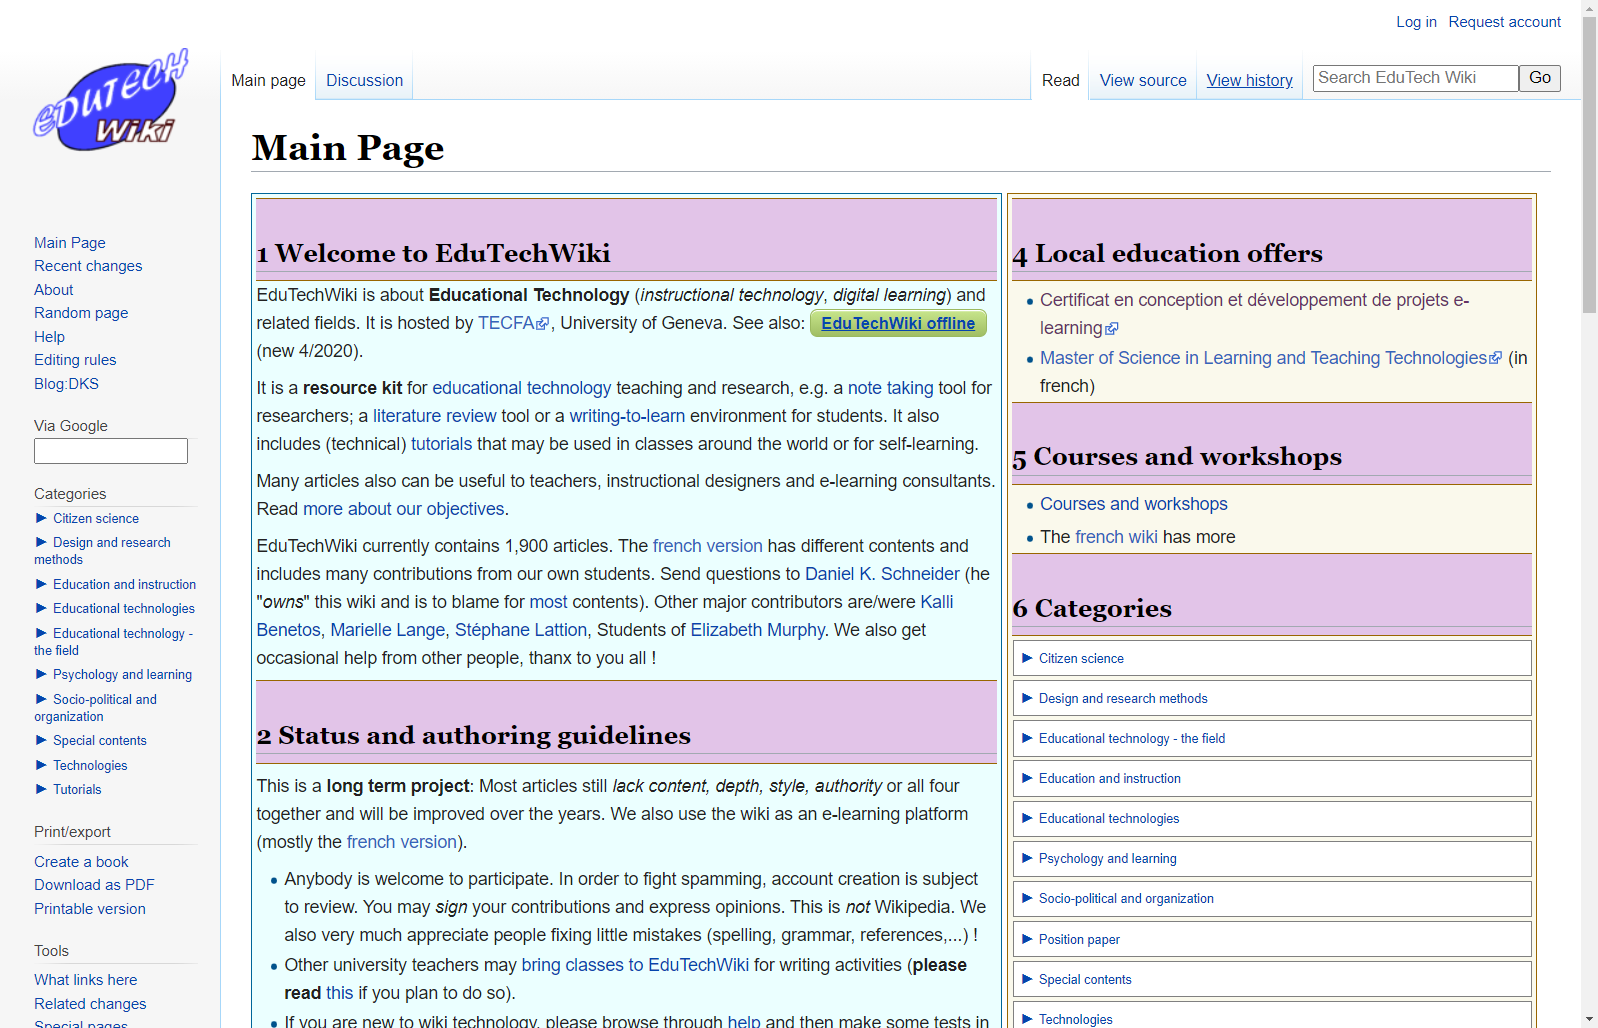 Log in Request account
EDUTECH
Wiki
Main page Discussion Read View source View history Search EduTech Wiki Go
Main Page
Main Page
Recent changes
About
Random page
Help
Editing rules
Blog:DKS
Via Google
Categories
► Citizen science
► Design and research
methods
► Education and instruction
► Educational technologies
► Educational technology -
the field
► Psychology and learning
► Socio-political and
organization
► Special contents
► Technologies
► Tutorials
Print/export
Create a book
Download as PDF
Printable version
Tools
What links here
Related changes
Special pages
1 Welcome to EduTechWiki
EduTechWiki is about Educational Technology (instructional technology, digital learning) and
related fields. It is hosted by TECFA, University of Geneva. See also: EduTechWiki offline
(new 4/2020).
It is a resource kit for educational technology teaching and research, e.g. a note taking tool for
researchers; a literature review tool or a writing-to-learn environment for students. It also
includes (technical) tutorials that may be used in classes around the world or for self-learning.
Many articles also can be useful to teachers, instructional designers and e-learning consultants.
Read more about our objectives.
EduTechWiki currently contains 1,900 articles. The french version has different contents and
includes many contributions from our own students. Send questions to Daniel K. Schneider (he
"owns" this wiki and is to blame for most contents). Other major contributors are/were Kalli
Benetos, Marielle Lange, Stéphane Lattion, Students of Elizabeth Murphy. We also get
occasional help from other people, thanx to you all !
2 Status and authoring guidelines
This is a long term project: Most articles still lack content, depth, style, authority or all four
together and will be improved over the years. We also use the wiki as an e-learning platform
(mostly the french version).
• Anybody is welcome to participate. In order to fight spamming, account creation is subject
to review. You may sign your contributions and express opinions. This is not Wikipedia. We
also very much appreciate people fixing little mistakes (spelling, grammar, references,...) !
• Other university teachers may bring classes to EduTechWiki for writing activities (please
read this if you plan to do so).
• If you are new to wiki technology, please browse through help and then make some tests in
4 Local education offers
• Certificat en conception et développement de projets e-
learning
• Master of Science in Learning and Teaching Technologies (in
french)
5 Courses and workshops
• Courses and workshops
• The french wiki has more
6 Categories
► Citizen science
► Design and research methods
► Educational technology - the field
► Education and instruction
► Educational technologies
► Psychology and learning
► Socio-political and organization
► Position paper
► Special contents
► Technologies